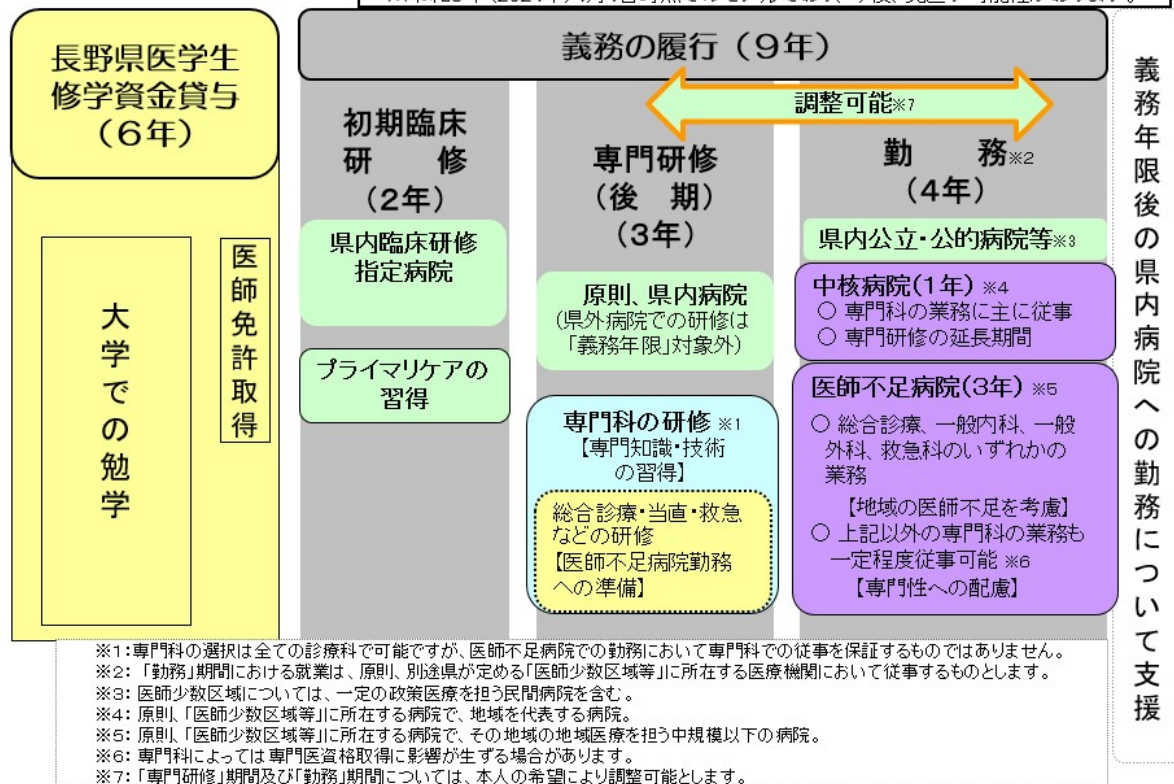 長野県医学生
修学資金貸与
(6年)
大学での勉学
医師免許取得
義務の履行(9年)
調整可能※7
初期臨床
研 修
(2年)
県内臨床研修
指定病院
プライマリケアの
習得
専門研修
(後 期)
(3年)
原則、県内病院
(県外病院での研修は
「義務年限」対象外)
専門科の研修 ※1
【専門知識・技術
の習得】
総合診療・当直・救急
などの研修
【医師不足病院勤務
への準備】
勤 務※2
(4年)
県内公立・公的病院等※3
中核病院(1年) ※4
○ 専門科の業務に主に従事
○ 専門研修の延長期間
医師不足病院(3年) ※5
○ 総合診療、一般内科、一般
外科、救急科のいずれかの
業務
【地域の医師不足を考慮】
○ 上記以外の専門科の業務も
一定程度従事可能 ※6
【専門性への配慮】
義務年限後の県内病院への勤務について支援
※1:専門科の選択は全ての診療科で可能ですが、医師不足病院での勤務において専門科での従事を保証するものではありません。
※2: 「勤務」期間における就業は、原則、別途県が定める「医師少数区域等」に所在する医療機関において従事するものとします。
※3: 医師少数区域については、一定の政策医療を担う民間病院を含む。
※4: 原則、「医師少数区域等」に所在する病院で、地域を代表する病院。
※5: 原則、「医師少数区域等」に所在する病院で、その地域の地域医療を担う中規模以下の病院。
※6: 専門科によっては専門医資格取得に影響が生ずる場合があります。
※7: 「専門研修」期間及び「勤務」期間については、本人の希望により調整可能とします。